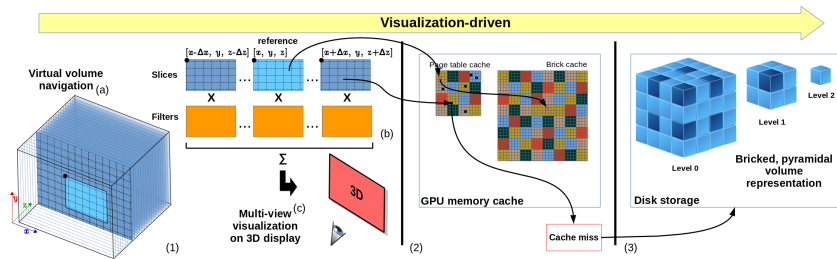 Visualization-driven
Virtual volume
navigation
(a)
reference
[x-Δx, y, z-Δz] [x, y, z] [x+Δx, y, z+Δz]
Slices
... ...
X X X
Filters
... ...
(b)
Σ
(c)
Multi-view
visualization
on 3D display
3D
y
z
x
(1)
Page table cache
Brick cache
GPU memory cache
Cache miss
(2)
Level 0
Level 1
Level 2
Bricked, pyramidal
volume
representation
Disk storage
(3)